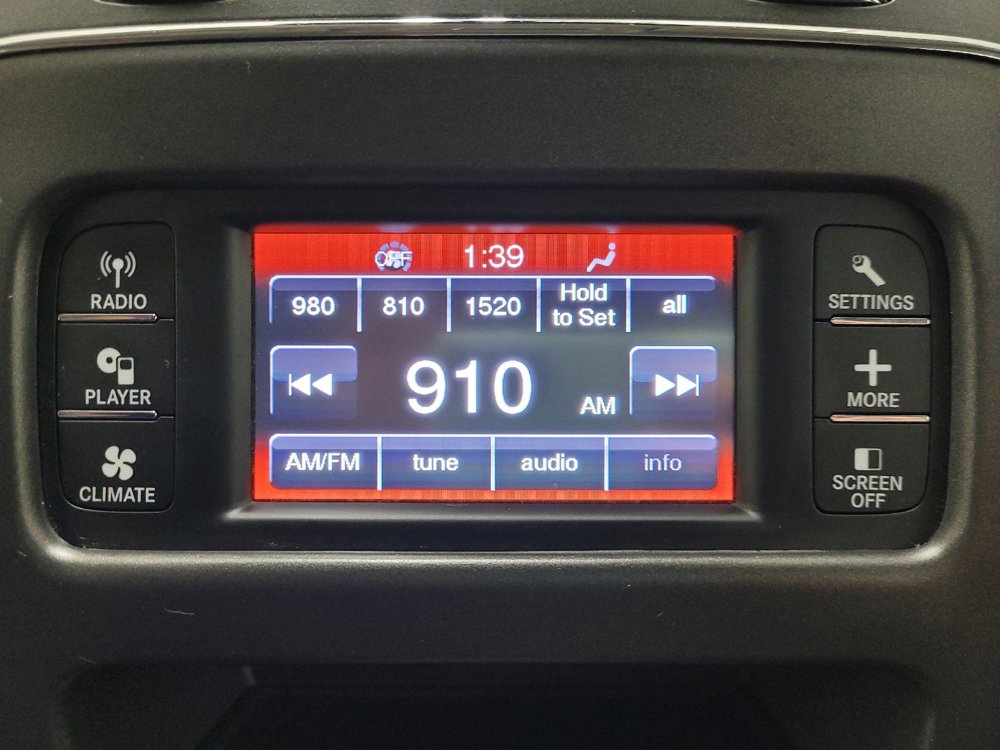 OFF 1:39
980 810 1520 Hold to Set all
910 AM
AM/FM tune audio info
RADIO
PLAYER
CLIMATE
SETTINGS
MORE
SCREEN
OFF